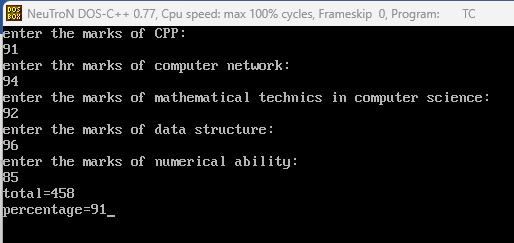 DOS
BOX
NeuTroN DOS-C++ 0.77, Cpu speed: max 100% cycles, Frameskip 0, Program: TC
enter the marks of CPP:
91
enter thr marks of computer network:
94
enter the marks of mathematical technics in computer science:
92
enter the marks of data structure:
96
enter the marks of numerical ability:
85
total=458
percentage=91_